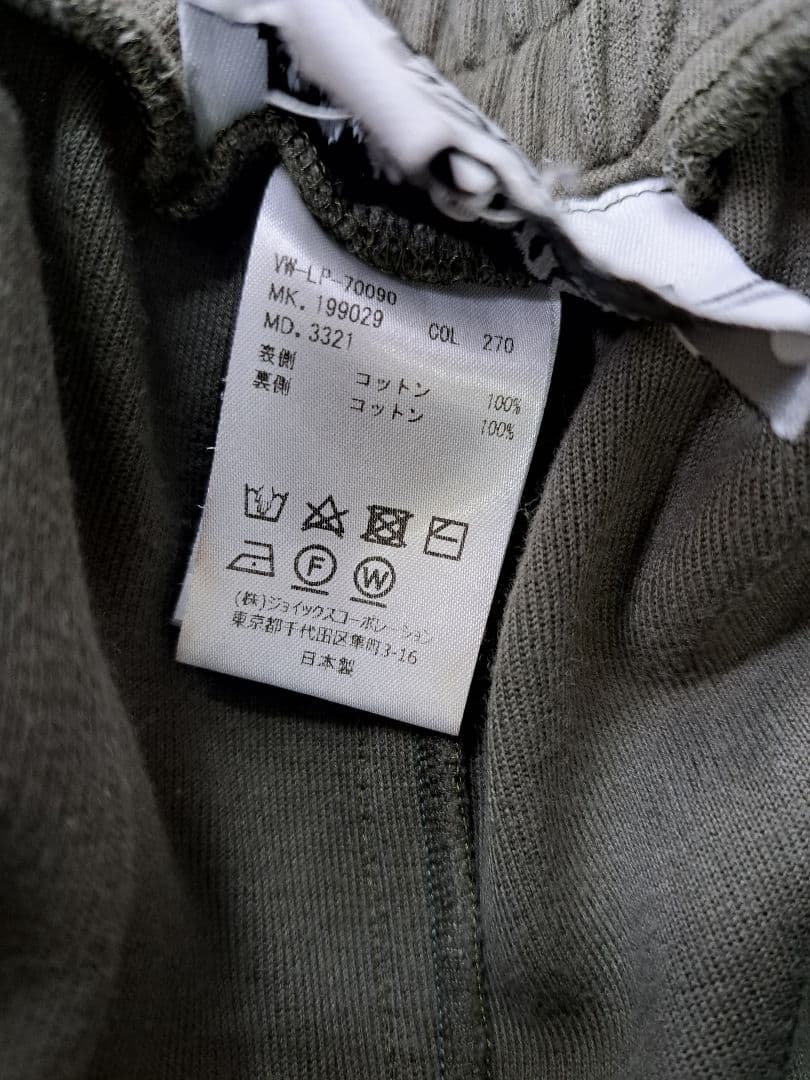 VW-LP-70090
MK. 199029 COL 270
MD. 3321
表側 コットン 100%
裏側 コットン 100%
F W
(株)ジョイックスコーポレーション
東京都千代田区隼町3-16
日本製